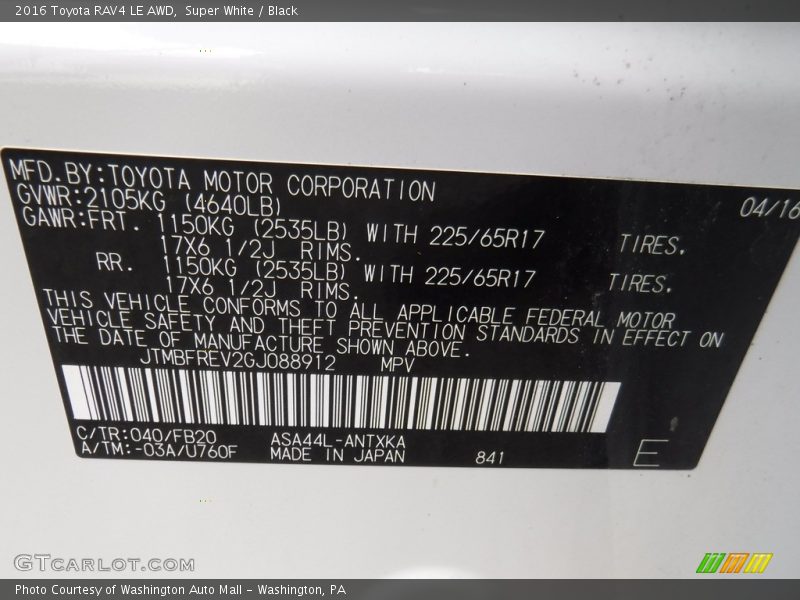 2016 Toyota RAV4 LE AWD, Super White / Black
MFD.BY:TOYOTA MOTOR CORPORATION 04/16
GVWR:2105KG (4640LB)
GAWR:FRT. 1150KG (2535LB) WITH 225/65R17 TIRES.
17X6 1/2J RIMS.
RR. 1150KG (2535LB) WITH 225/65R17 TIRES.
17X6 1/2J RIMS.
THIS VEHICLE CONFORMS TO ALL APPLICABLE FEDERAL MOTOR
VEHICLE SAFETY AND THEFT PREVENTION STANDARDS IN EFFECT ON
THE DATE OF MANUFACTURE SHOWN ABOVE.
JTMBFREV2GJ088912 MPV
C/TR:040/FB20 ASA44L-ANTXKA
A/TM:-03A/U760F MADE IN JAPAN 841 E
GTCARLOT.COM
Photo Courtesy of Washington Auto Mall - Washington, PA